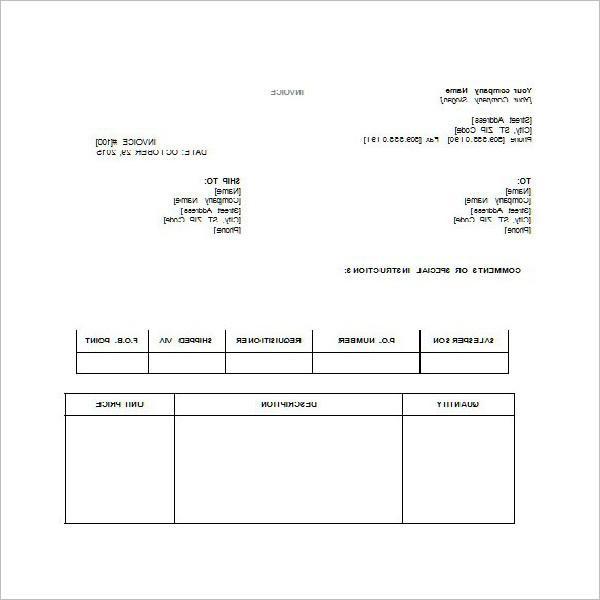 INVOICE
Your company Name
[Your Company Slogan]
[Street Address]
[City, ST ZIP Code]
Phone [509.555.0190] Fax [509.555.0191]
INVOICE #[100]
DATE: OCTOBER, 29, 2015
TO:
[Name]
[Company Name]
[Street Address]
[City, ST ZIP Code]
[Phone]
SHIP TO:
[Name]
[Company Name]
[Street Address]
[City, ST ZIP Code]
[Phone]
COMMENTS OR SPECIAL INSTRUCTIONS:
SALESPERSON P.O. NUMBER REQUISITIONER SHIPPED VIA F.O.B. POINT
QUANTITY DESCRIPTION UNIT PRICE